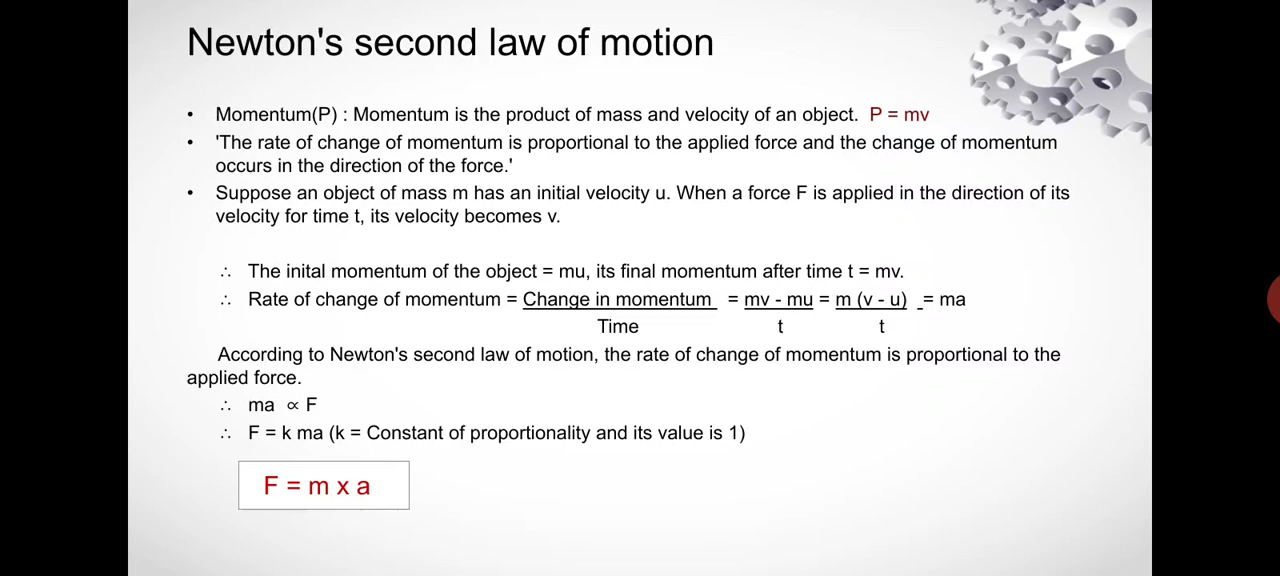 Newton's second law of motion
• Momentum(P) : Momentum is the product of mass and velocity of an object. P = mv
• 'The rate of change of momentum is proportional to the applied force and the change of momentum
occurs in the direction of the force.'
• Suppose an object of mass m has an initial velocity u. When a force F is applied in the direction of its
velocity for time t, its velocity becomes v.
∴ The inital momentum of the object = mu, its final momentum after time t = mv.
∴ Rate of change of momentum = Change in momentum = mv - mu = m (v - u) = ma
Time t t
According to Newton's second law of motion, the rate of change of momentum is proportional to the
applied force.
∴ ma ∝ F
∴ F = k ma (k = Constant of proportionality and its value is 1)
F = m x a